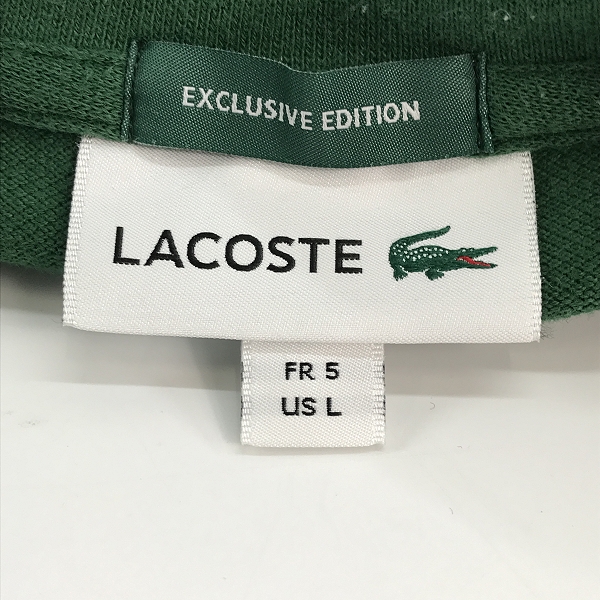 EXCLUSIVE EDITION
LACOSTE
FR 5
US L